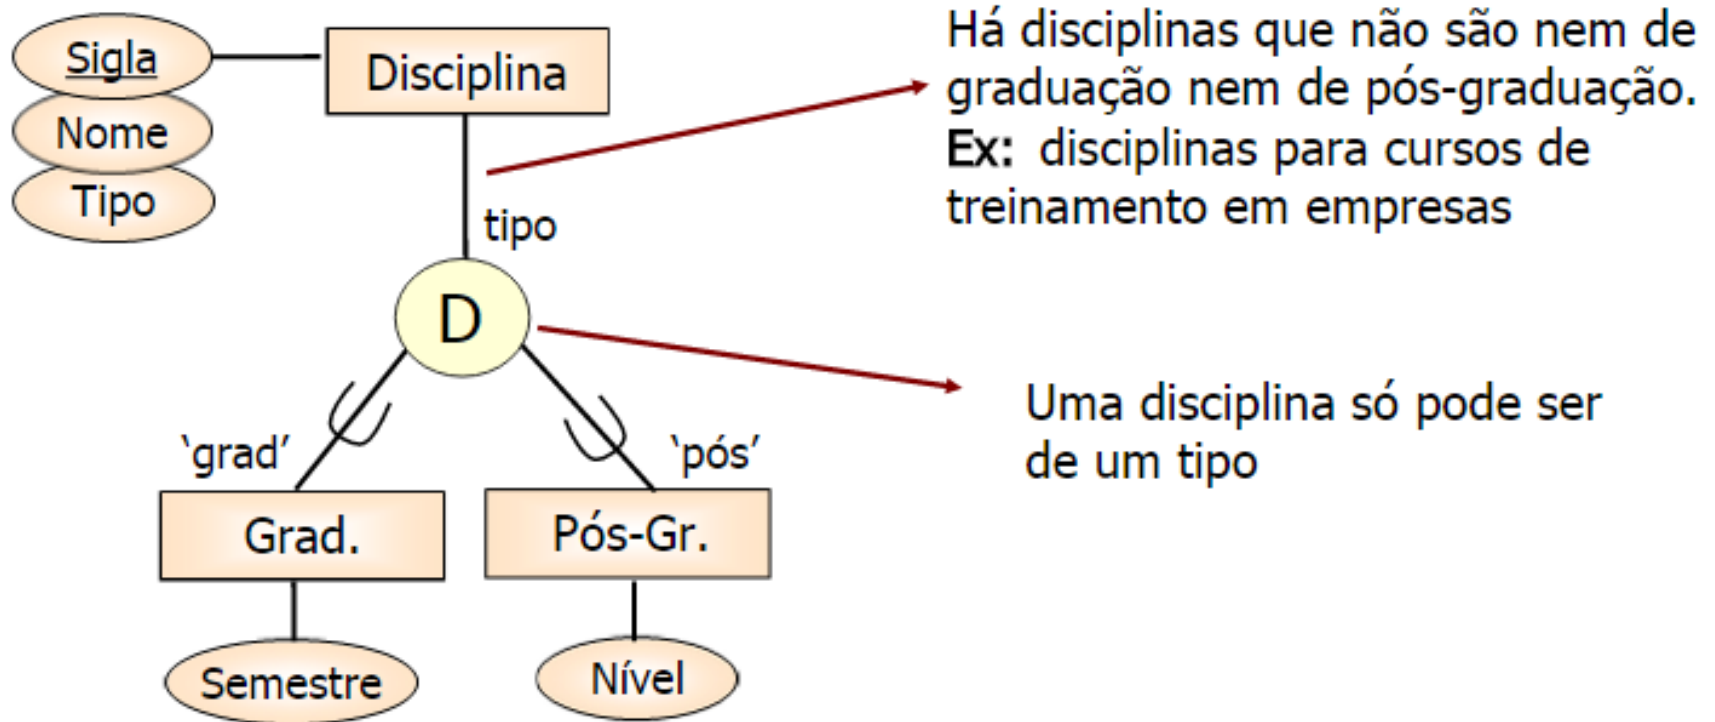 Sigla
Nome
Tipo
Disciplina
tipo
D
‘grad’
‘pós’
Grad.
Pós-Gr.
Semestre
Nível
Há disciplinas que não são nem de
graduação nem de pós-graduação.
Ex: disciplinas para cursos de
treinamento em empresas
Uma disciplina só pode ser
de um tipo